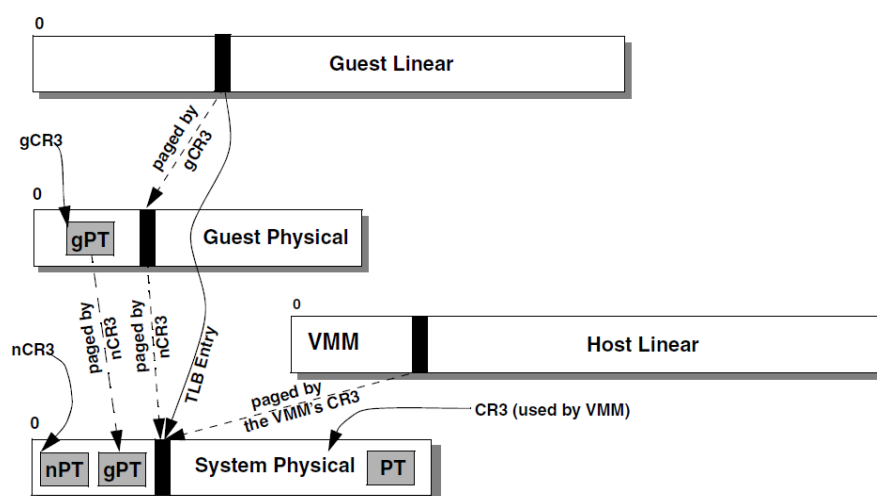 0
Guest Linear
paged by
gCR3
gCR3
0
gPT
Guest Physical
paged by
nCR3
paged by
nCR3
TLB Entry
0
VMM
Host Linear
nCR3
paged by
the VMM's CR3
CR3 (used by VMM)
0
nPT
gPT
System Physical
PT